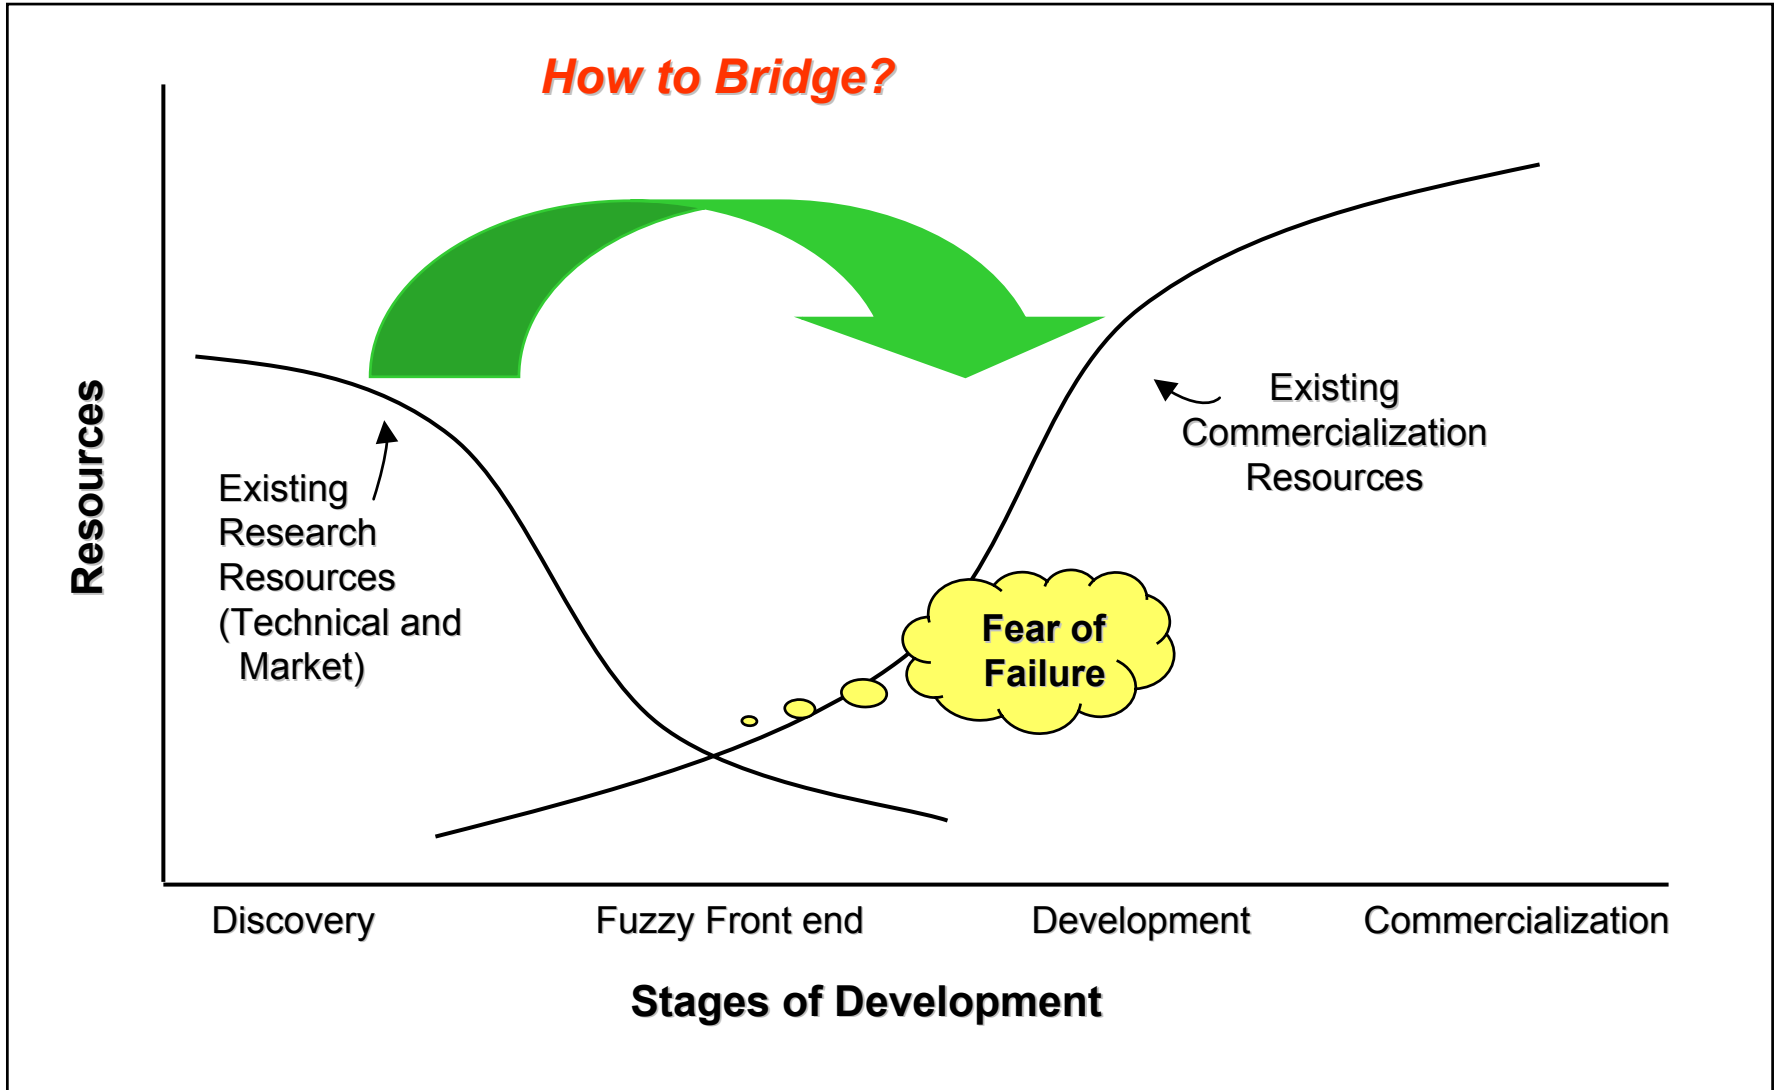 How to Bridge?
Resources
Existing
Research
Resources
(Technical and
Market)
Existing
Commercialization
Resources
Fear of
Failure
Discovery
Fuzzy Front end
Development
Commercialization
Stages of Development